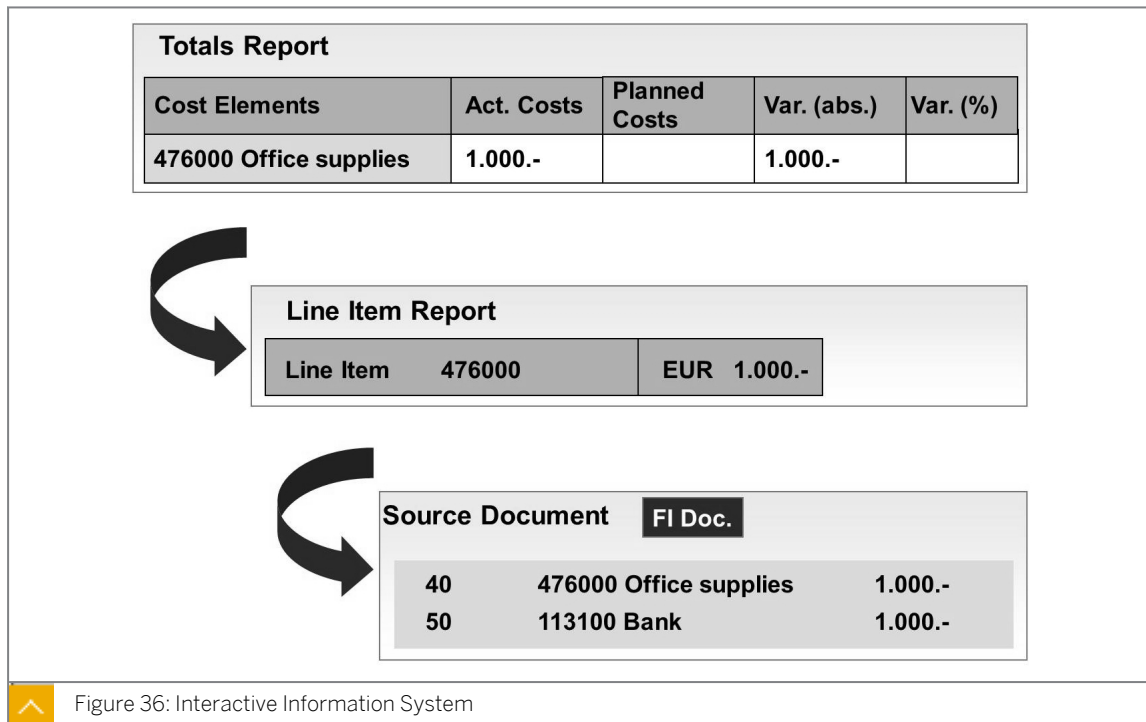 Totals Report
Cost Elements Act. Costs Planned Costs Var. (abs.) Var. (%)
476000 Office supplies 1.000.- 1.000.-
Line Item Report
Line Item 476000 EUR 1.000.-
Source Document FI Doc.
40 476000 Office supplies 1.000.-
50 113100 Bank 1.000.-
Figure 36: Interactive Information System